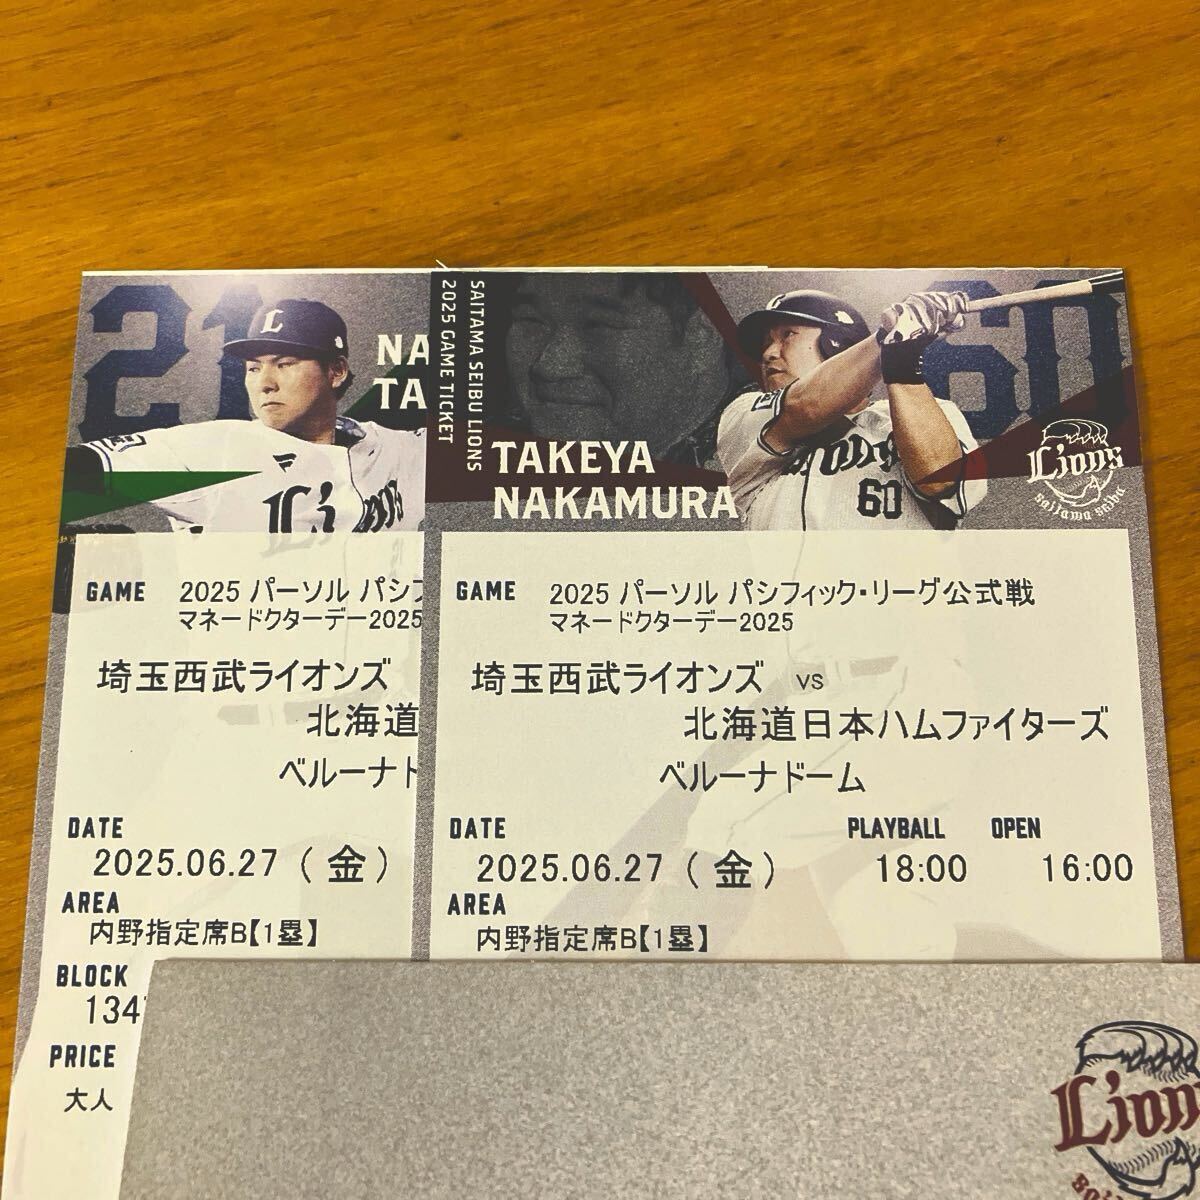 21
NA
TA
L
Lions
GAME 2025 パーソル パシフ
マネードクターデー2025
埼玉西武ライオンズ
北海道
ベルーナド
DATE
2025.06.27 ( 金 )
AREA
内野指定席B【1塁】
BLOCK
134
PRICE
大人
SAITAMA SEIBU LIONS
2025 GAME TICKET
TAKEYA
NAKAMURA
60
60
Lions
saitama seibu
GAME 2025 パーソル パシフィック・リーグ公式戦
マネードクターデー2025
埼玉西武ライオンズ vs
北海道日本ハムファイターズ
ベルーナドーム
DATE PLAYBALL OPEN
2025.06.27 ( 金 ) 18:00 16:00
AREA
内野指定席B【1塁】
Lions